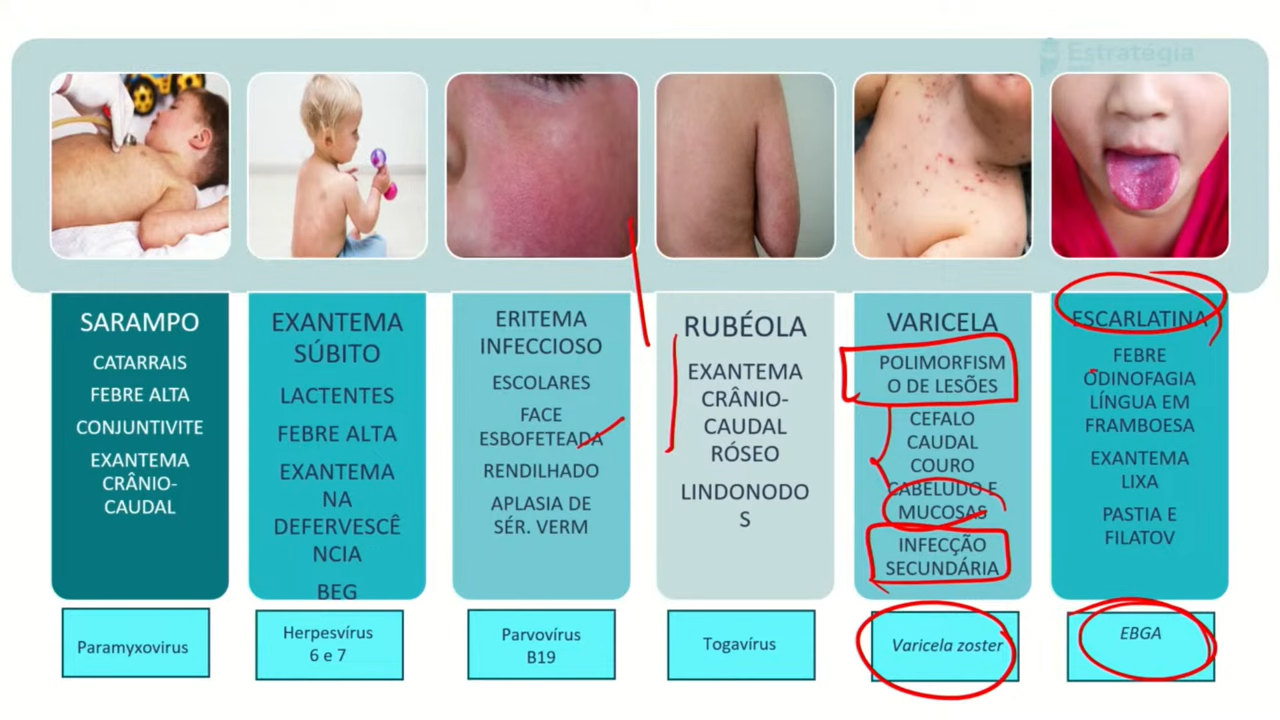 Estratégia
SARAMPO
CATARRAIS
FEBRE ALTA
CONJUNTIVITE
EXANTEMA
CRÂNIO-
CAUDAL
Paramyxovirus
EXANTEMA
SÚBITO
LACTENTES
FEBRE ALTA
EXANTEMA
NA
DEFERVESCÊ
NCIA
BEG
Herpesvírus
6 e 7
ERITEMA
INFECCIOSO
ESCOLARES
FACE
ESBOFETEADA
RENDILHADO
APLASIA DE
SÉR. VERM
Parvovírus
B19
RUBÉOLA
EXANTEMA
CRÂNIO-
CAUDAL
RÓSEO
LINDONODO
S
Togavírus
VARICELA
POLIMORFISM
O DE LESÕES
CEFALO
CAUDAL
COURO
CABELUDO E
MUCOSAS
INFECÇÃO
SECUNDÁRIA
Varicela zoster
ESCARLATINA
FEBRE
ODINOFAGIA
LÍNGUA EM
FRAMBOESA
EXANTEMA
LIXA
PASTIA E
FILATOV
EBGA